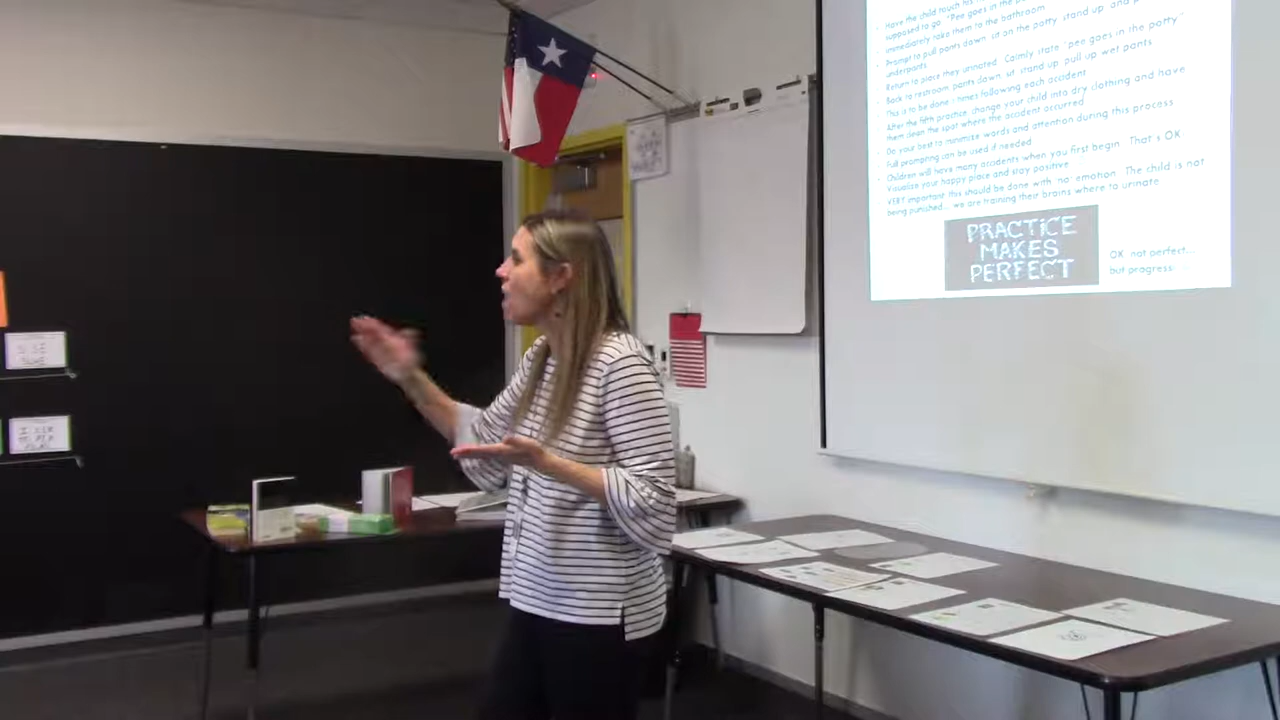 Have the child touch his
supposed to go. "Pee goes in the
Immediately take them to the bathroom
Prompt to pull pants down, sit on the potty, stand up, and
underpants.
Return to place they urinated. Calmly state "pee goes in the potty"
Back to restroom, pants down, sit, stand up, pull up wet pants
This is to be done times following each accident
After the fifth practice, change your child into dry clothing and have
them clean the spot where the accident occurred
Do your best to minimize words and attention during this process
Full prompting can be used if needed
Children will have many accidents when you first begin. That's OK.
Visualize your happy place and stay positive
VERY important this should be done with "no" emotion. The child is not
being punished... we are training their brains where to urinate
PRACTICE
MAKES
PERFECT
OK not perfect...
but progress